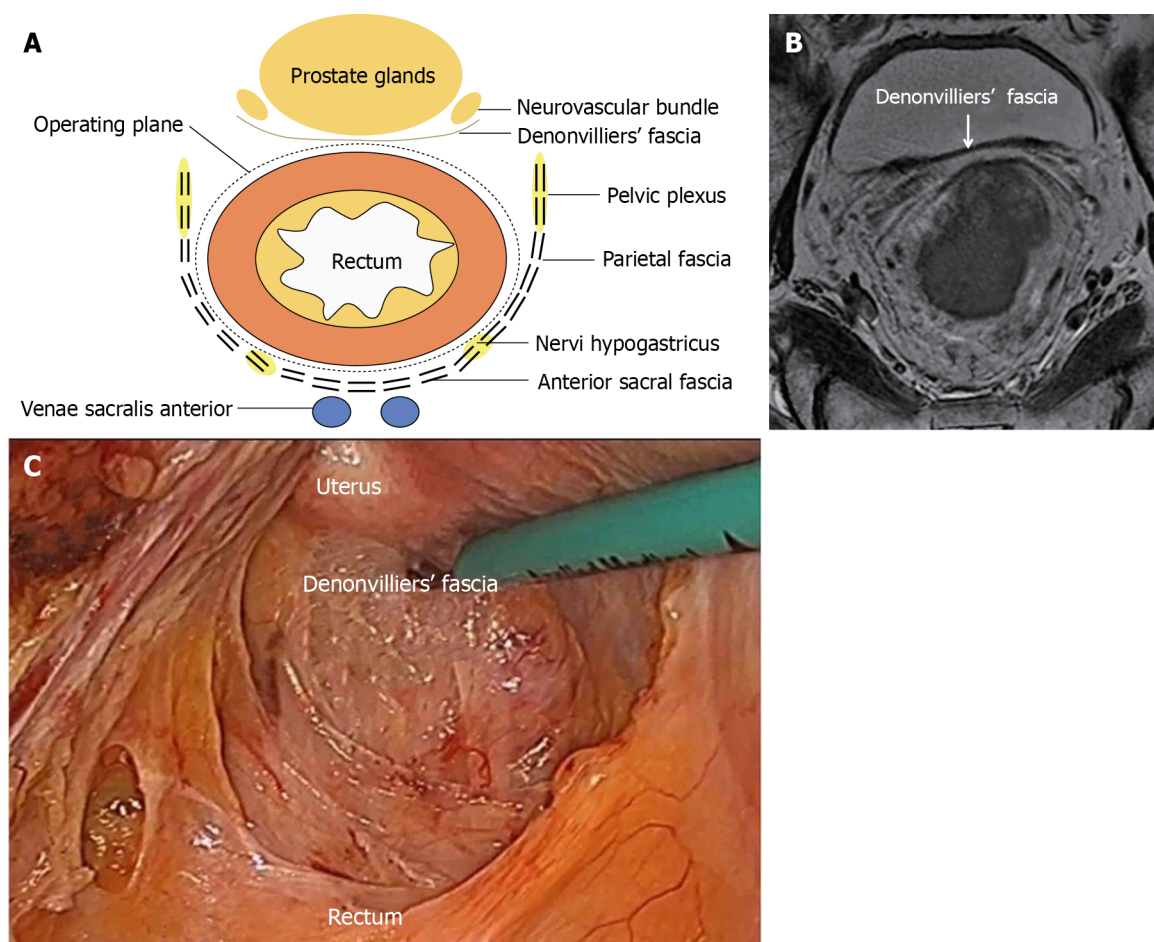 A
Prostate glands
Neurovascular bundle
Operating plane
Denonvilliers’ fascia
Pelvic plexus
Rectum
Parietal fascia
Nervi hypogastricus
Anterior sacral fascia
Venae sacralis anterior
B
Denonvilliers’ fascia
C
Uterus
Denonvilliers’ fascia
Rectum